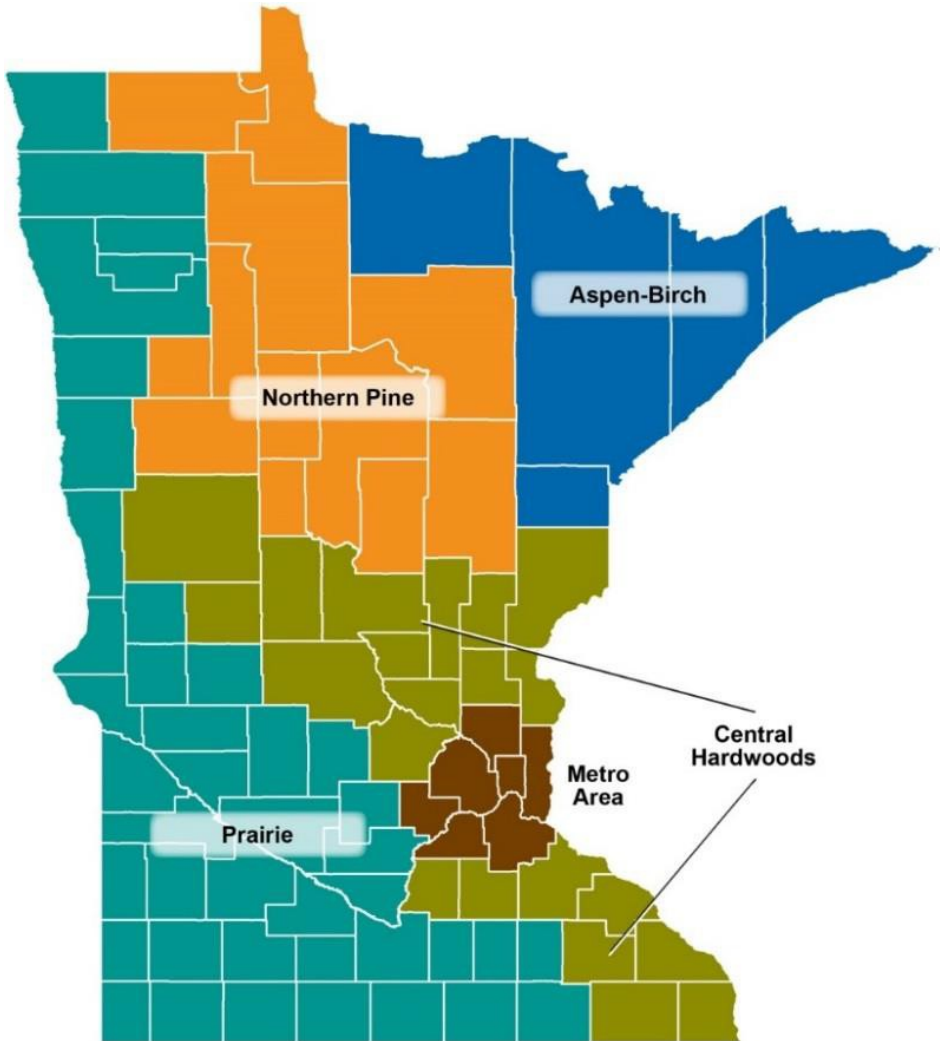 Aspen-Birch
Northern Pine
Central
Hardwoods
Metro
Area
Prairie